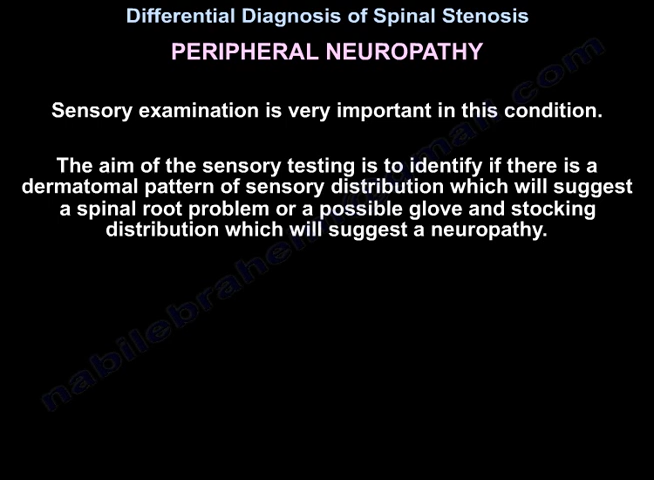 Differential Diagnosis of Spinal Stenosis
PERIPHERAL NEUROPATHY
Sensory examination is very important in this condition.
The aim of the sensory testing is to identify if there is a
dermatomal pattern of sensory distribution which will suggest
a spinal root problem or a possible glove and stocking
distribution which will suggest a neuropathy.